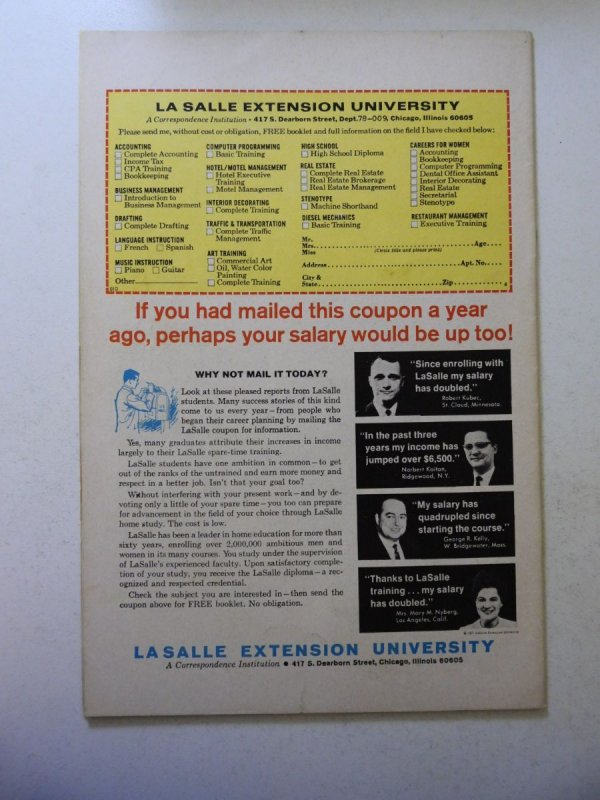 LA SALLE EXTENSION UNIVERSITY
A Correspondence Institution • 417 S. Dearborn Street, Dept. 78-009, Chicago, Illinois 60605
Please send me, without cost or obligation, FREE booklet and full information on the field I have checked below:
ACCOUNTING
Complete Accounting
Income Tax
CPA Training
Bookkeeping
BUSINESS MANAGEMENT
Introduction to
Business Management
DRAFTING
Complete Drafting
LANGUAGE INSTRUCTION
French Spanish
MUSIC INSTRUCTION
Piano Guitar
Other
COMPUTER PROGRAMMING
Basic Training
HOTEL/MOTEL MANAGEMENT
Hotel Executive
Training
Motel Management
INTERIOR DECORATING
Complete Training
TRAFFIC & TRANSPORTATION
Complete Traffic
Management
ART TRAINING
Commercial Art
Oil, Water Color
Painting
Complete Training
HIGH SCHOOL
High School Diploma
REAL ESTATE
Complete Real Estate
Real Estate Brokerage
Real Estate Management
STENOTYPE
Machine Shorthand
DIESEL MECHANICS
Basic Training
CAREERS FOR WOMEN
Accounting
Bookkeeping
Computer Programming
Dental Office Assistant
Interior Decorating
Real Estate
Secretarial
Stenotype
RESTAURANT MANAGEMENT
Executive Training
Mr.
Mrs. Age
Miss (Circle title and please print)
Address Apt. No.
City &
State Zip
If you had mailed this coupon a year
ago, perhaps your salary would be up too!
WHY NOT MAIL IT TODAY?
Look at these pleased reports from LaSalle
students. Many success stories of this kind
come to us every year – from people who
began their career planning by mailing the
LaSalle coupon for information.
Yes, many graduates attribute their increases in income
largely to their LaSalle spare-time training.
LaSalle students have one ambition in common – to get
out of the ranks of the untrained and earn more money and
respect in a better job. Isn't that your goal too?
Without interfering with your present work – and by de-
voting only a little of your spare time – you too can prepare
for advancement in the field of your choice through LaSalle
home study. The cost is low.
LaSalle has been a leader in home education for more than
sixty years, enrolling over 2,000,000 ambitious men and
women in its many courses. You study under the supervision
of LaSalle's experienced faculty. Upon satisfactory comple-
tion of your study, you receive the LaSalle diploma – a rec-
ognized and respected credential.
Check the subject you are interested in – then send the
coupon above for FREE booklet. No obligation.
"Since enrolling with
LaSalle my salary
has doubled."
Robert Kubec,
St. Cloud, Minnesota.
"In the past three
years my income has
jumped over $6,500."
Norbert Kaitan,
Ridgewood, N.Y.
"My salary has
quadrupled since
starting the course."
George R. Kelly,
W. Bridgewater, Mass.
"Thanks to LaSalle
training . . . my salary
has doubled."
Mrs. Mary M. Nyberg,
Los Angeles, Calif.
LA SALLE EXTENSION UNIVERSITY
A Correspondence Institution • 417 S. Dearborn Street, Chicago, Illinois 60605